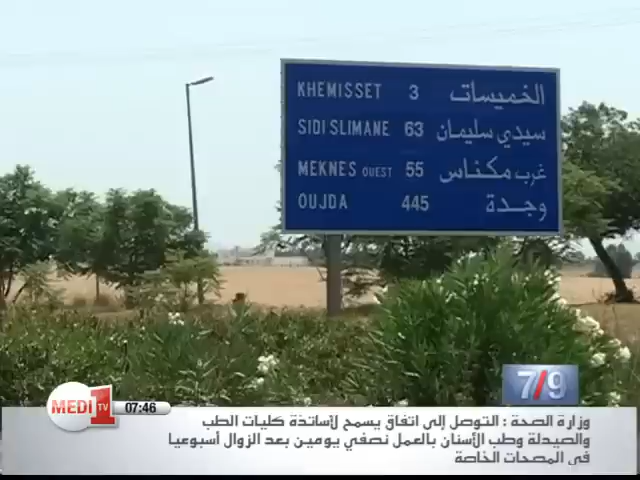 KHEMISSET 3 الخميسات
SIDI SLIMANE 63 سيدي سليمان
MEKNES OUEST 55 غرب مكناس
OUJDA 445 وجدة
7/9
MEDI 1 TV 07:46
وزارة الصحة : التوصل إلى اتفاق يسمح لأساتذة كليات الطب
والصيدلة وطب الأسنان بالعمل نصفي يومين بعد الزوال أسبوعيا
في المصحات الخاصة